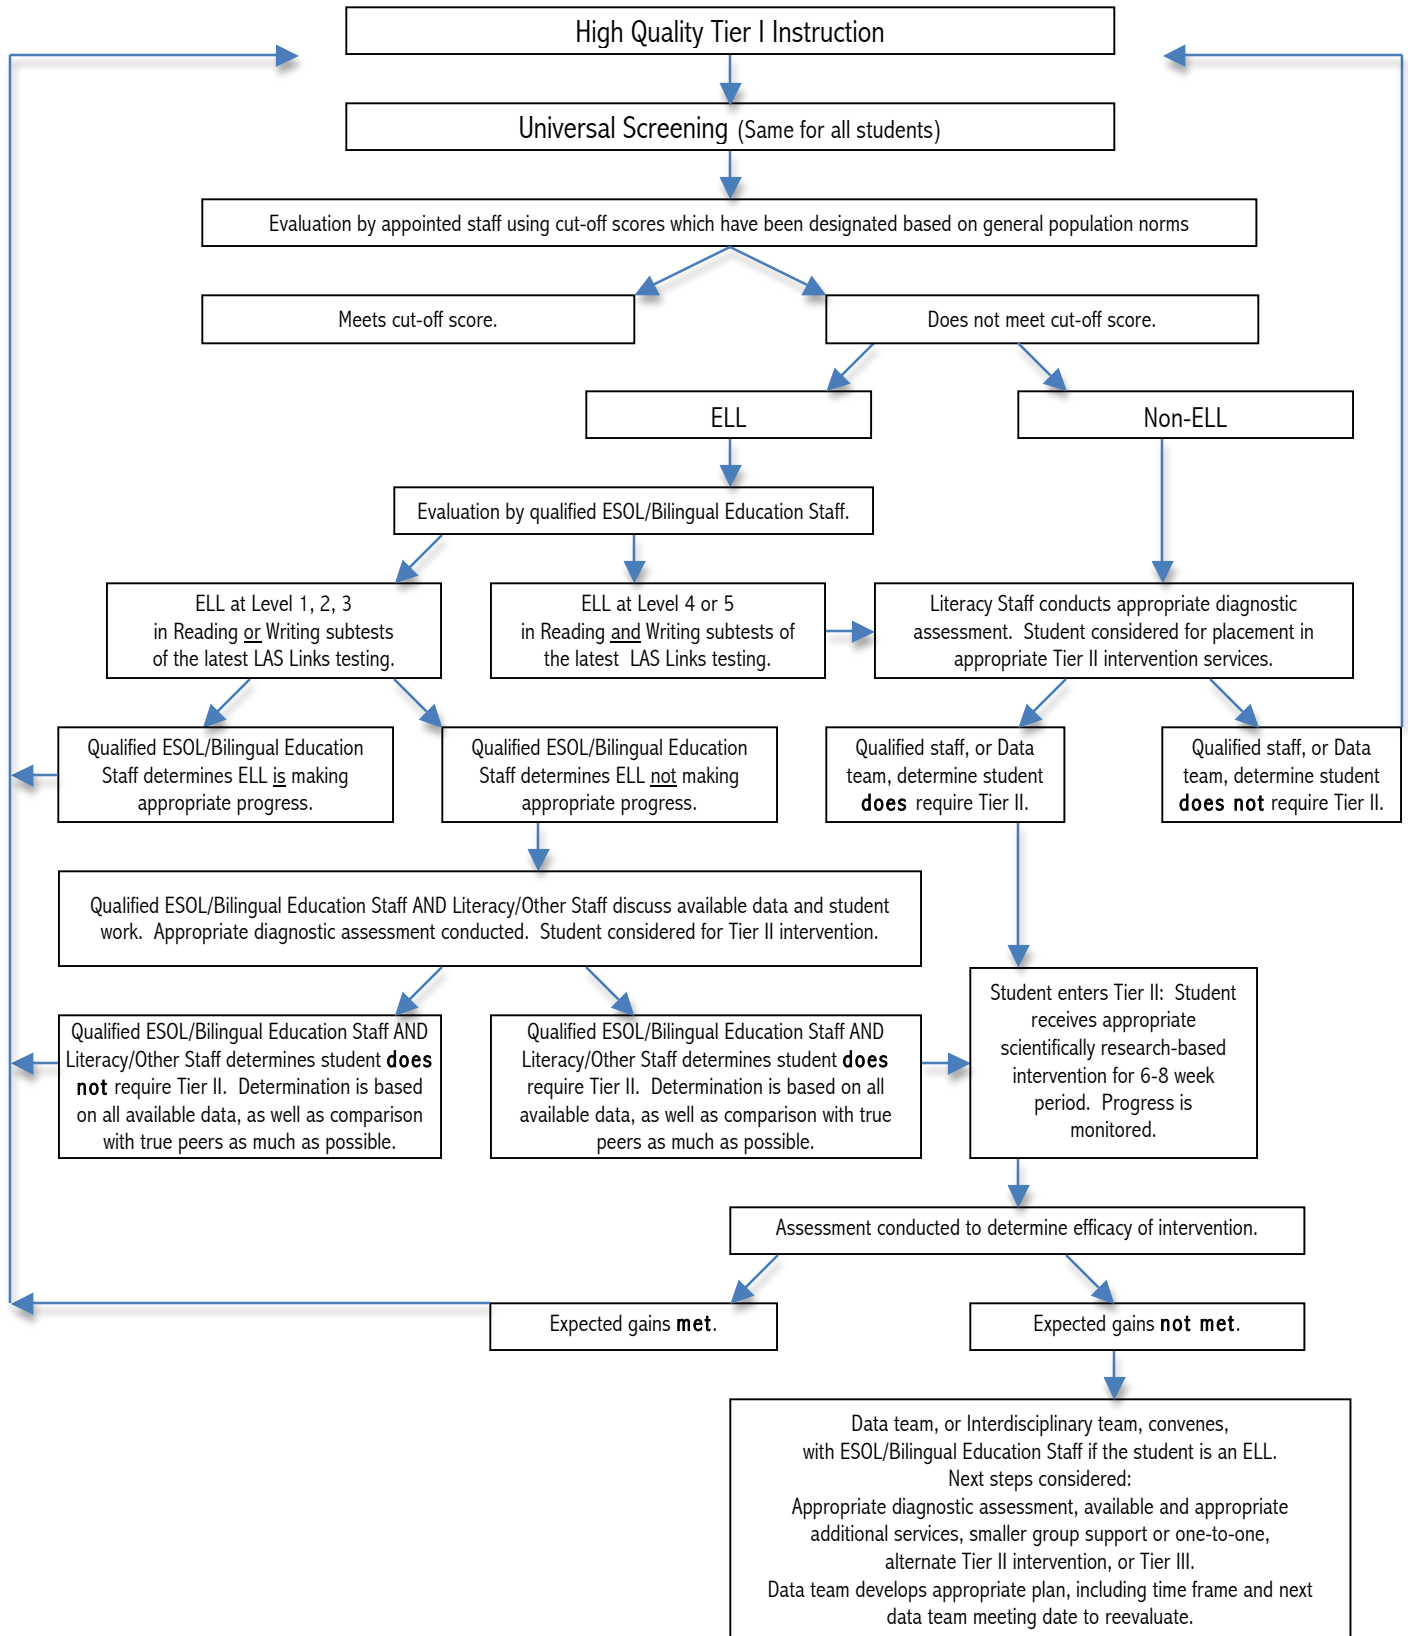 High Quality Tier I Instruction
Universal Screening (Same for all students)
Evaluation by appointed staff using cut-off scores which have been designated based on general population norms
Meets cut-off score.
Does not meet cut-off score.
ELL
Non-ELL
Evaluation by qualified ESOL/Bilingual Education Staff.
ELL at Level 1, 2, 3
in Reading or Writing subtests
of the latest LAS Links testing.
ELL at Level 4 or 5
in Reading and Writing subtests of
the latest LAS Links testing.
Literacy Staff conducts appropriate diagnostic
assessment. Student considered for placement in
appropriate Tier II intervention services.
Qualified ESOL/Bilingual Education
Staff determines ELL is making
appropriate progress.
Qualified ESOL/Bilingual Education
Staff determines ELL not making
appropriate progress.
Qualified staff, or Data
team, determine student
does require Tier II.
Qualified staff, or Data
team, determine student
does not require Tier II.
Qualified ESOL/Bilingual Education Staff AND Literacy/Other Staff discuss available data and student
work. Appropriate diagnostic assessment conducted. Student considered for Tier II intervention.
Qualified ESOL/Bilingual Education Staff AND
Literacy/Other Staff determines student does
not require Tier II. Determination is based
on all available data, as well as comparison
with true peers as much as possible.
Qualified ESOL/Bilingual Education Staff AND
Literacy/Other Staff determines student does
require Tier II. Determination is based on all
available data, as well as comparison with true
peers as much as possible.
Student enters Tier II: Student
receives appropriate
scientifically research-based
intervention for 6-8 week
period. Progress is
monitored.
Assessment conducted to determine efficacy of intervention.
Expected gains met.
Expected gains not met.
Data team, or Interdisciplinary team, convenes,
with ESOL/Bilingual Education Staff if the student is an ELL.
Next steps considered:
Appropriate diagnostic assessment, available and appropriate
additional services, smaller group support or one-to-one,
alternate Tier II intervention, or Tier III.
Data team develops appropriate plan, including time frame and next
data team meeting date to reevaluate.